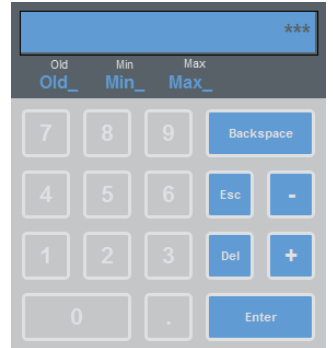 ***
Old Min Max
Old_ Min_ Max_
7 8 9 Backspace
4 5 6 Esc -
1 2 3 Del +
0 . Enter